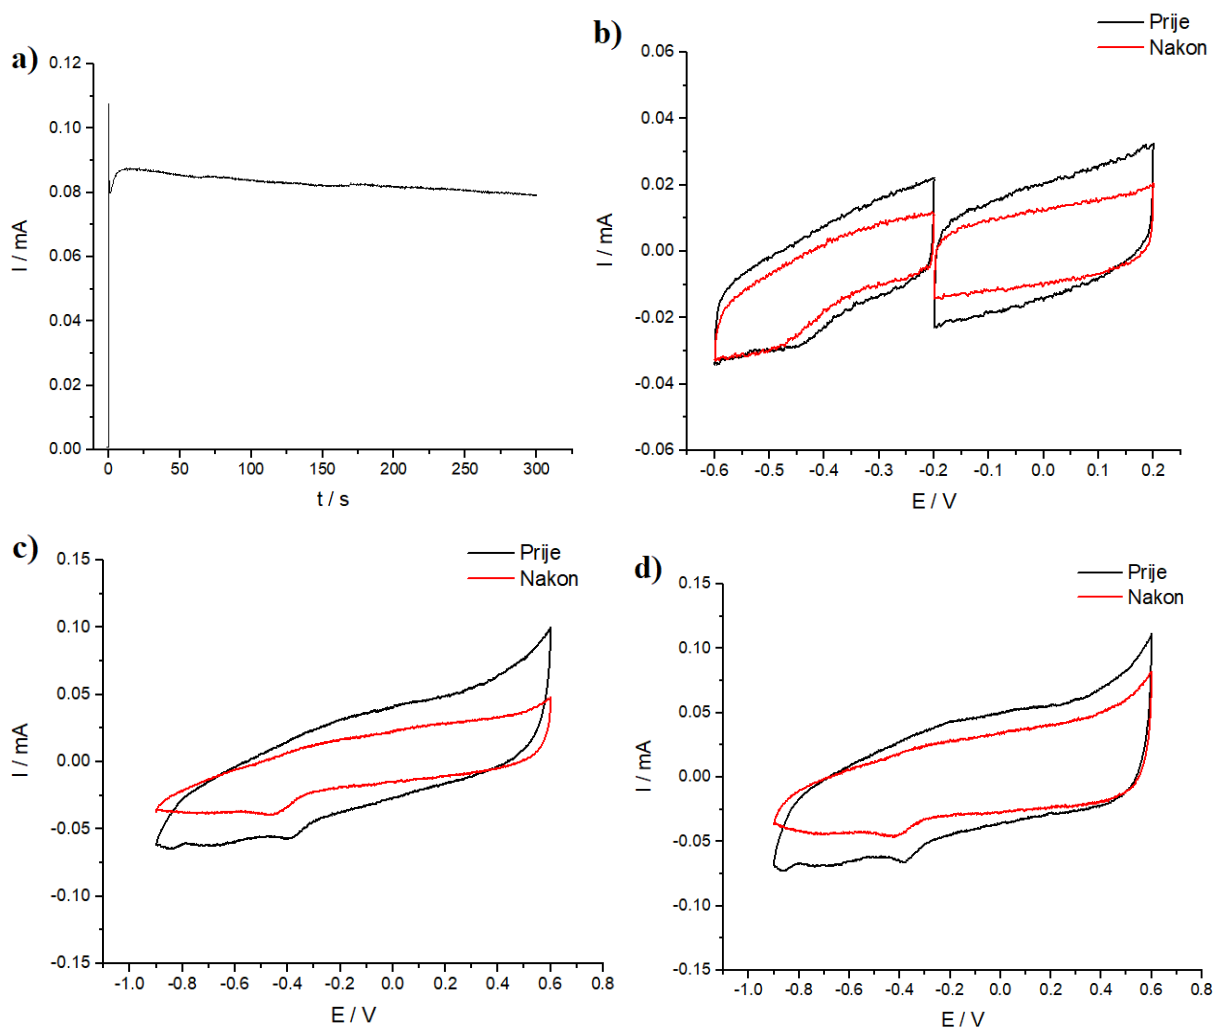 a)
0.12
0.10
0.08
0.06
0.04
0.02
0.00
I / mA
0 50 100 150 200 250 300
t / s
b)
Prije
Nakon
0.06
0.04
0.02
0.00
-0.02
-0.04
-0.06
I / mA
-0.6 -0.5 -0.4 -0.3 -0.2 -0.1 0.0 0.1 0.2
E / V
c)
Prije
Nakon
0.15
0.10
0.05
0.00
-0.05
-0.10
-0.15
I / mA
-1.0 -0.8 -0.6 -0.4 -0.2 0.0 0.2 0.4 0.6 0.8
E / V
d)
Prije
Nakon
0.15
0.10
0.05
0.00
-0.05
-0.10
-0.15
I / mA
-1.0 -0.8 -0.6 -0.4 -0.2 0.0 0.2 0.4 0.6 0.8
E / V